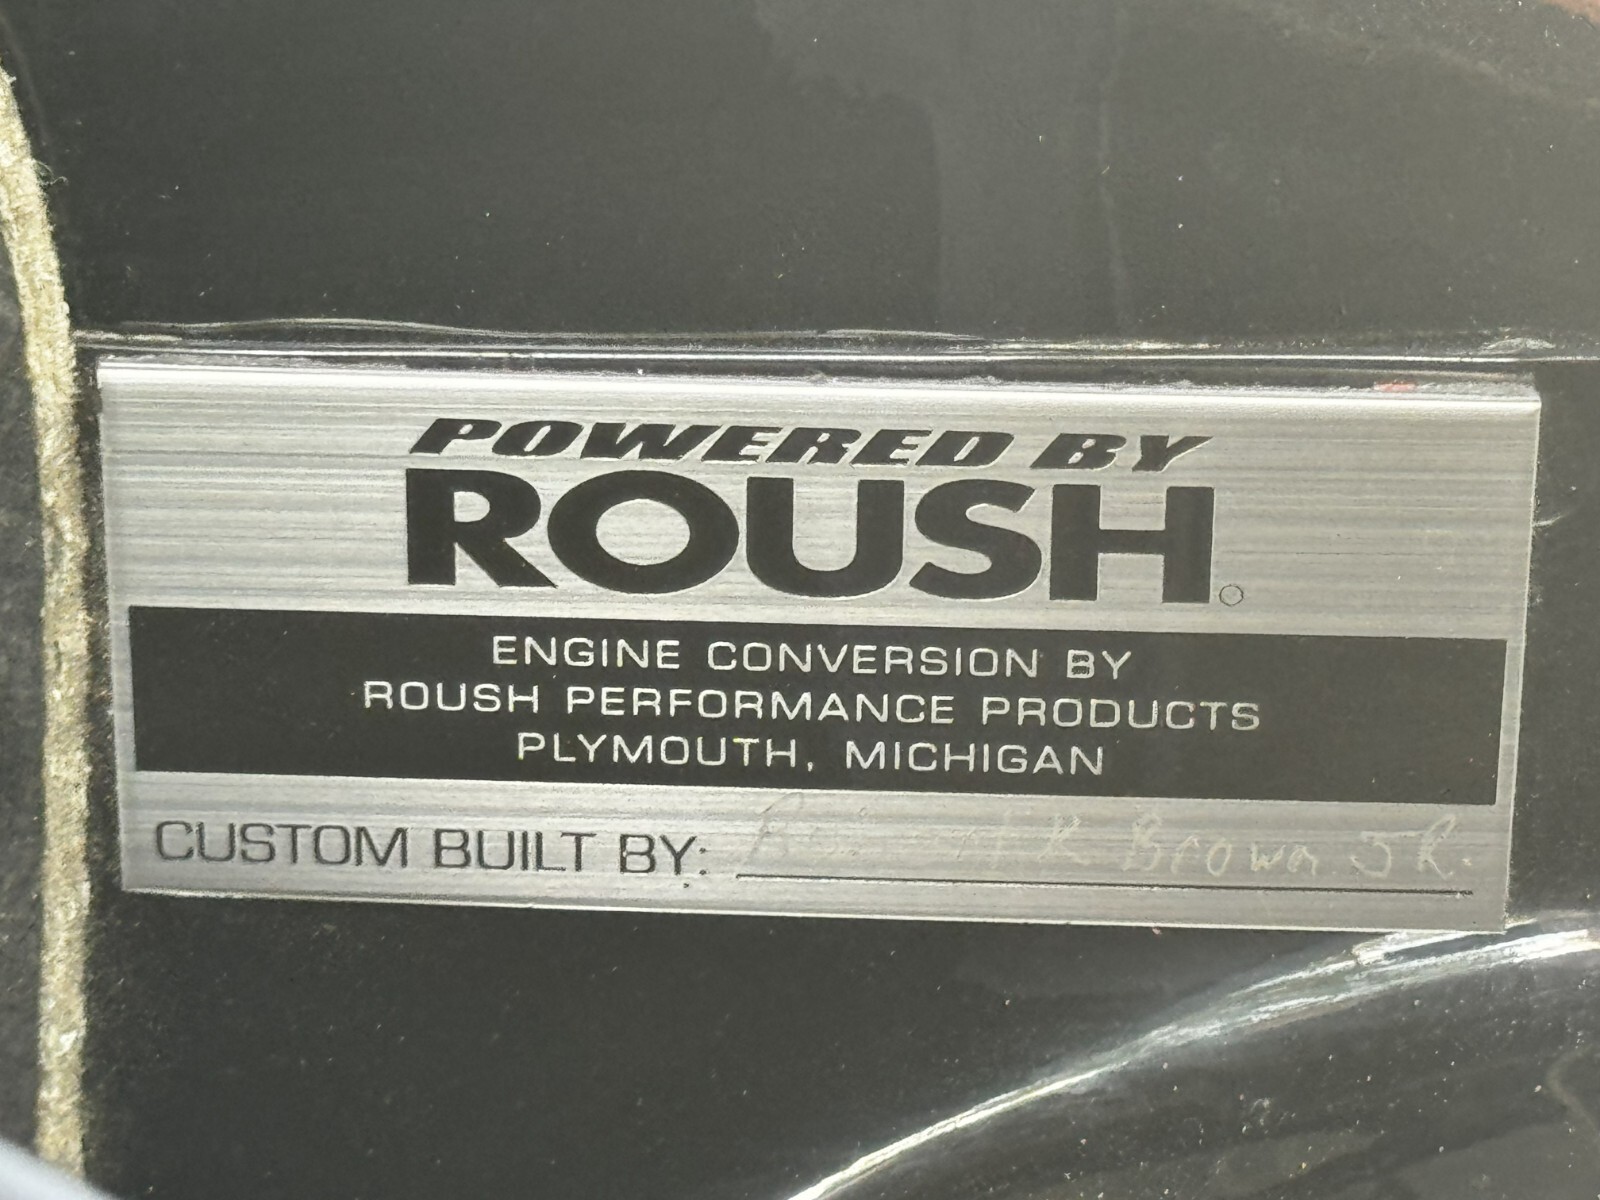 POWERED BY
ROUSH®
ENGINE CONVERSION BY
ROUSH PERFORMANCE PRODUCTS
PLYMOUTH, MICHIGAN
CUSTOM BUILT BY: K Brown JR.